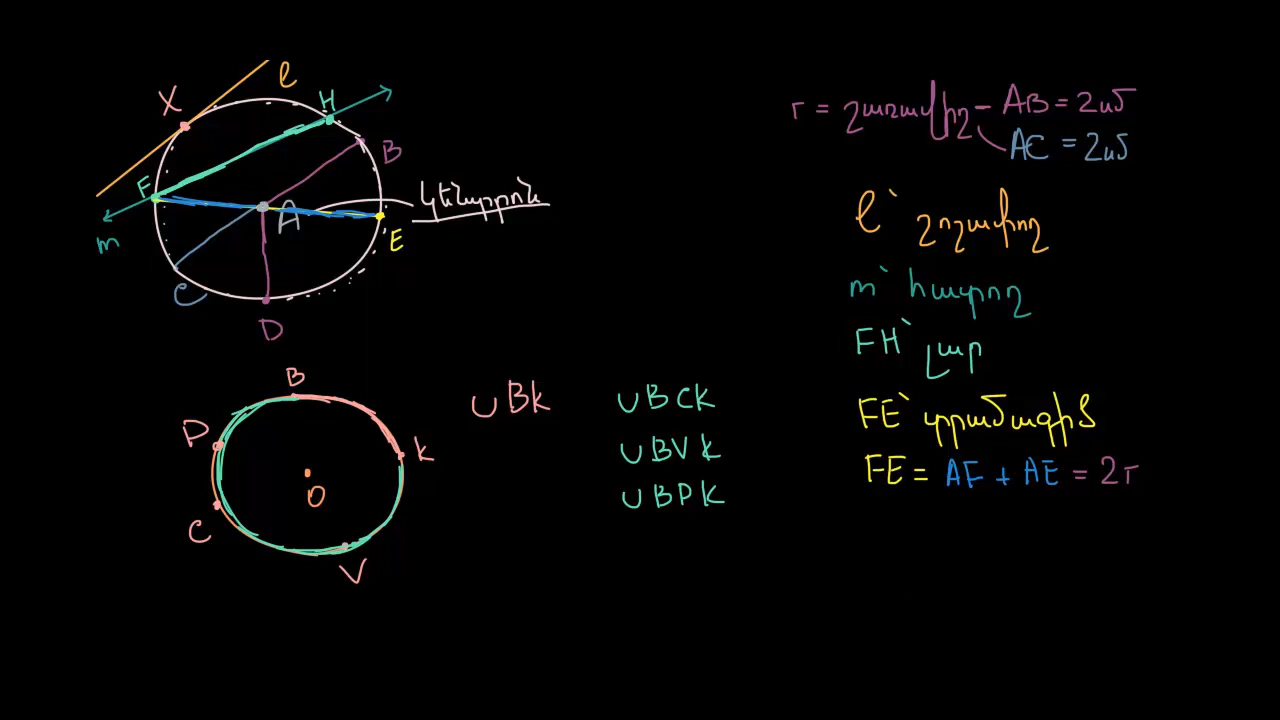 X
l
H
B
F
A
կենտրոն
m
E
C
D
r = շառավիղ - AB = 2սմ
AC = 2սմ
l՝ շոշափող
m՝ հատող
FH՝ լար
FE՝ տրամագիծ
FE = AF + AE = 2r
B
P
K
O
C
V
∪BK
∪BCK
∪BVK
∪BPK